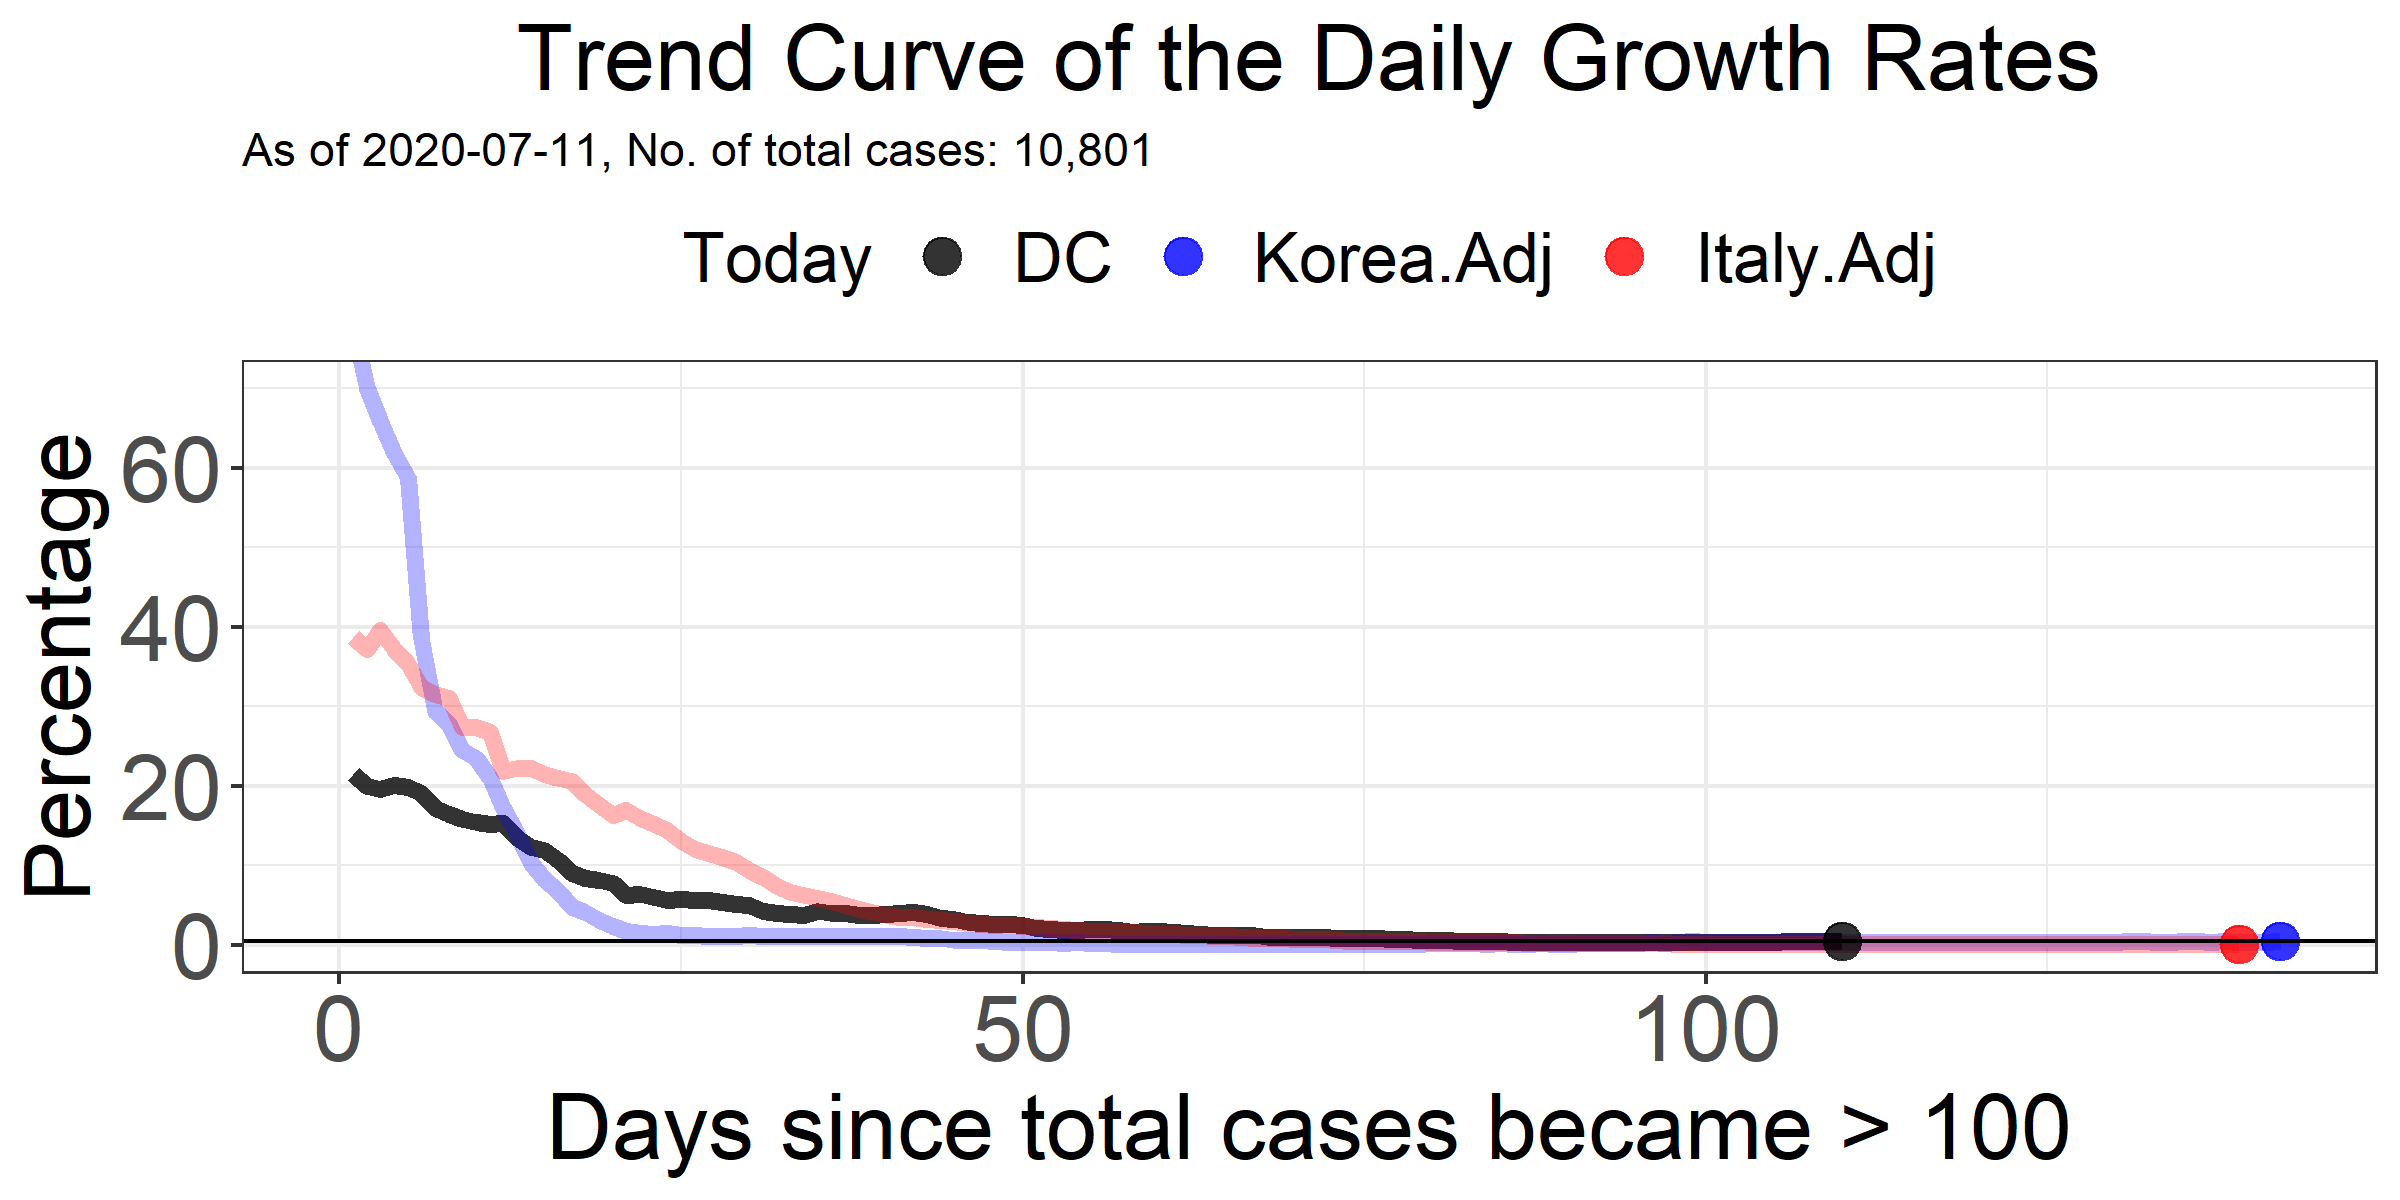 Trend Curve of the Daily Growth Rates
As of 2020-07-11, No. of total cases: 10,801
Today DC Korea.Adj Italy.Adj
Percentage
60
40
20
0
0 50 100
Days since total cases became > 100